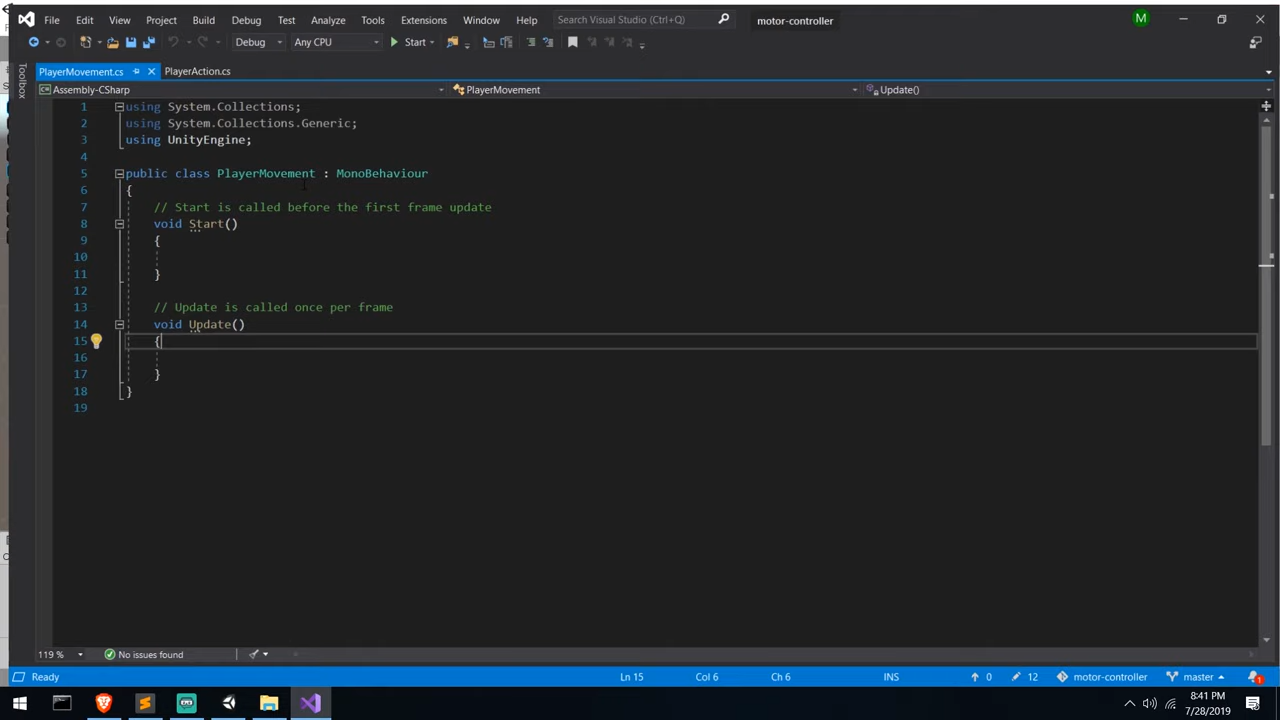 File Edit View Project Build Debug Test Analyze Tools Extensions Window Help Search Visual Studio (Ctrl+Q) motor-controller M
Debug Any CPU Start
Toolbox
PlayerMovement.cs PlayerAction.cs
Assembly-CSharp PlayerMovement Update()
1 using System.Collections;
2 using System.Collections.Generic;
3 using UnityEngine;
4
5 public class PlayerMovement : MonoBehaviour
6 {
7 // Start is called before the first frame update
8 void Start()
9 {
10
11 }
12
13 // Update is called once per frame
14 void Update()
15 {
16
17 }
18 }
19
119 % No issues found
Ready Ln 15 Col 6 Ch 6 INS 0 12 motor-controller master 1
8:41 PM
7/28/2019